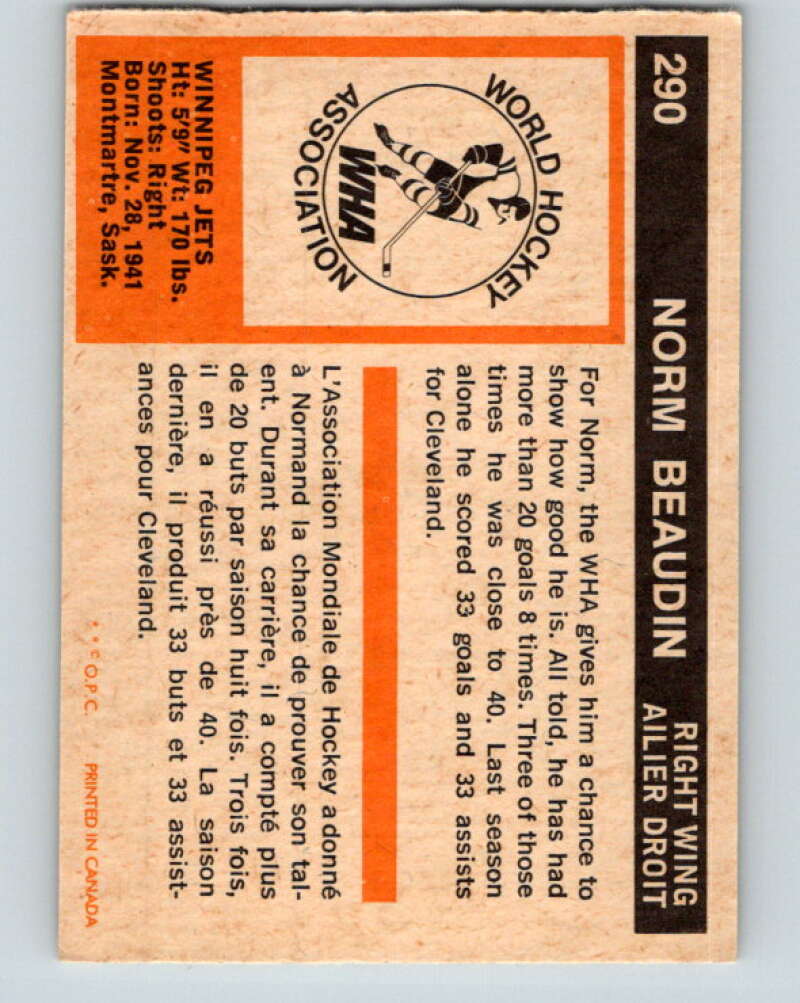 290
NORM BEAUDIN
RIGHT WING
AILIER DROIT
WORLD HOCKEY
ASSOCIATION
WHA
WINNIPEG JETS
Ht: 5'9" Wt: 170 lbs.
Shoots: Right
Born: Nov. 28, 1941
Montmartre, Sask.
For Norm, the WHA gives him a chance to
show how good he is. All told, he has had
more than 20 goals 8 times. Three of those
times he was close to 40. Last season
alone he scored 33 goals and 33 assists
for Cleveland.
L'Association Mondiale de Hockey a donné
à Normand la chance de prouver son tal-
ent. Durant sa carrière, il a compté plus
de 20 buts par saison huit fois. Trois fois,
il en a réussi près de 40. La saison
dernière, il produit 33 buts et 33 assist-
ances pour Cleveland.
* * © O.P.C. PRINTED IN CANADA